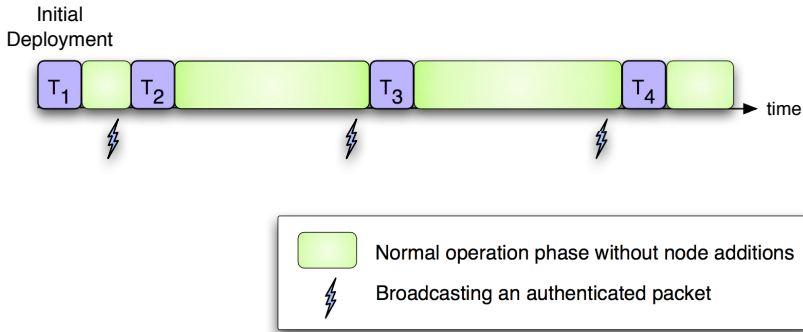 Initial
Deployment
T1 T2 T3 T4
time
Normal operation phase without node additions
Broadcasting an authenticated packet